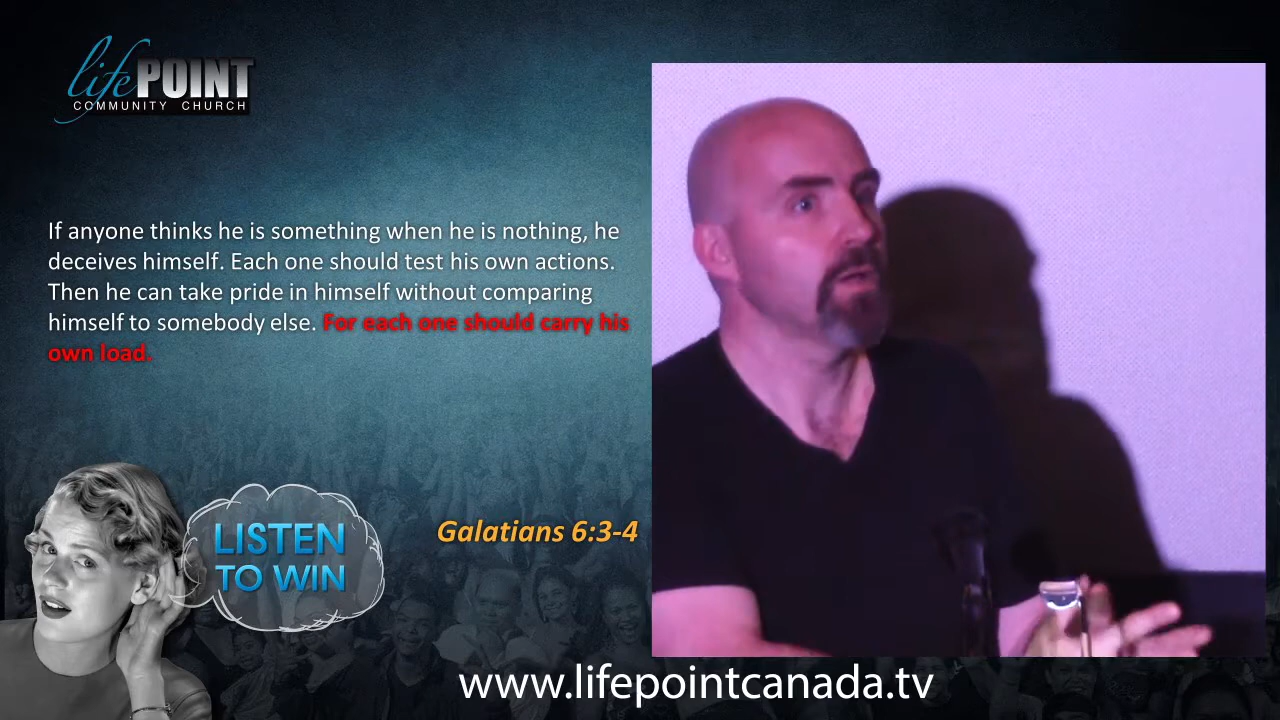 life POINT
COMMUNITY CHURCH
If anyone thinks he is something when he is nothing, he
deceives himself. Each one should test his own actions.
Then he can take pride in himself without comparing
himself to somebody else. For each one should carry his
own load.
LISTEN
TO WIN
Galatians 6:3-4
www.lifepointcanada.tv